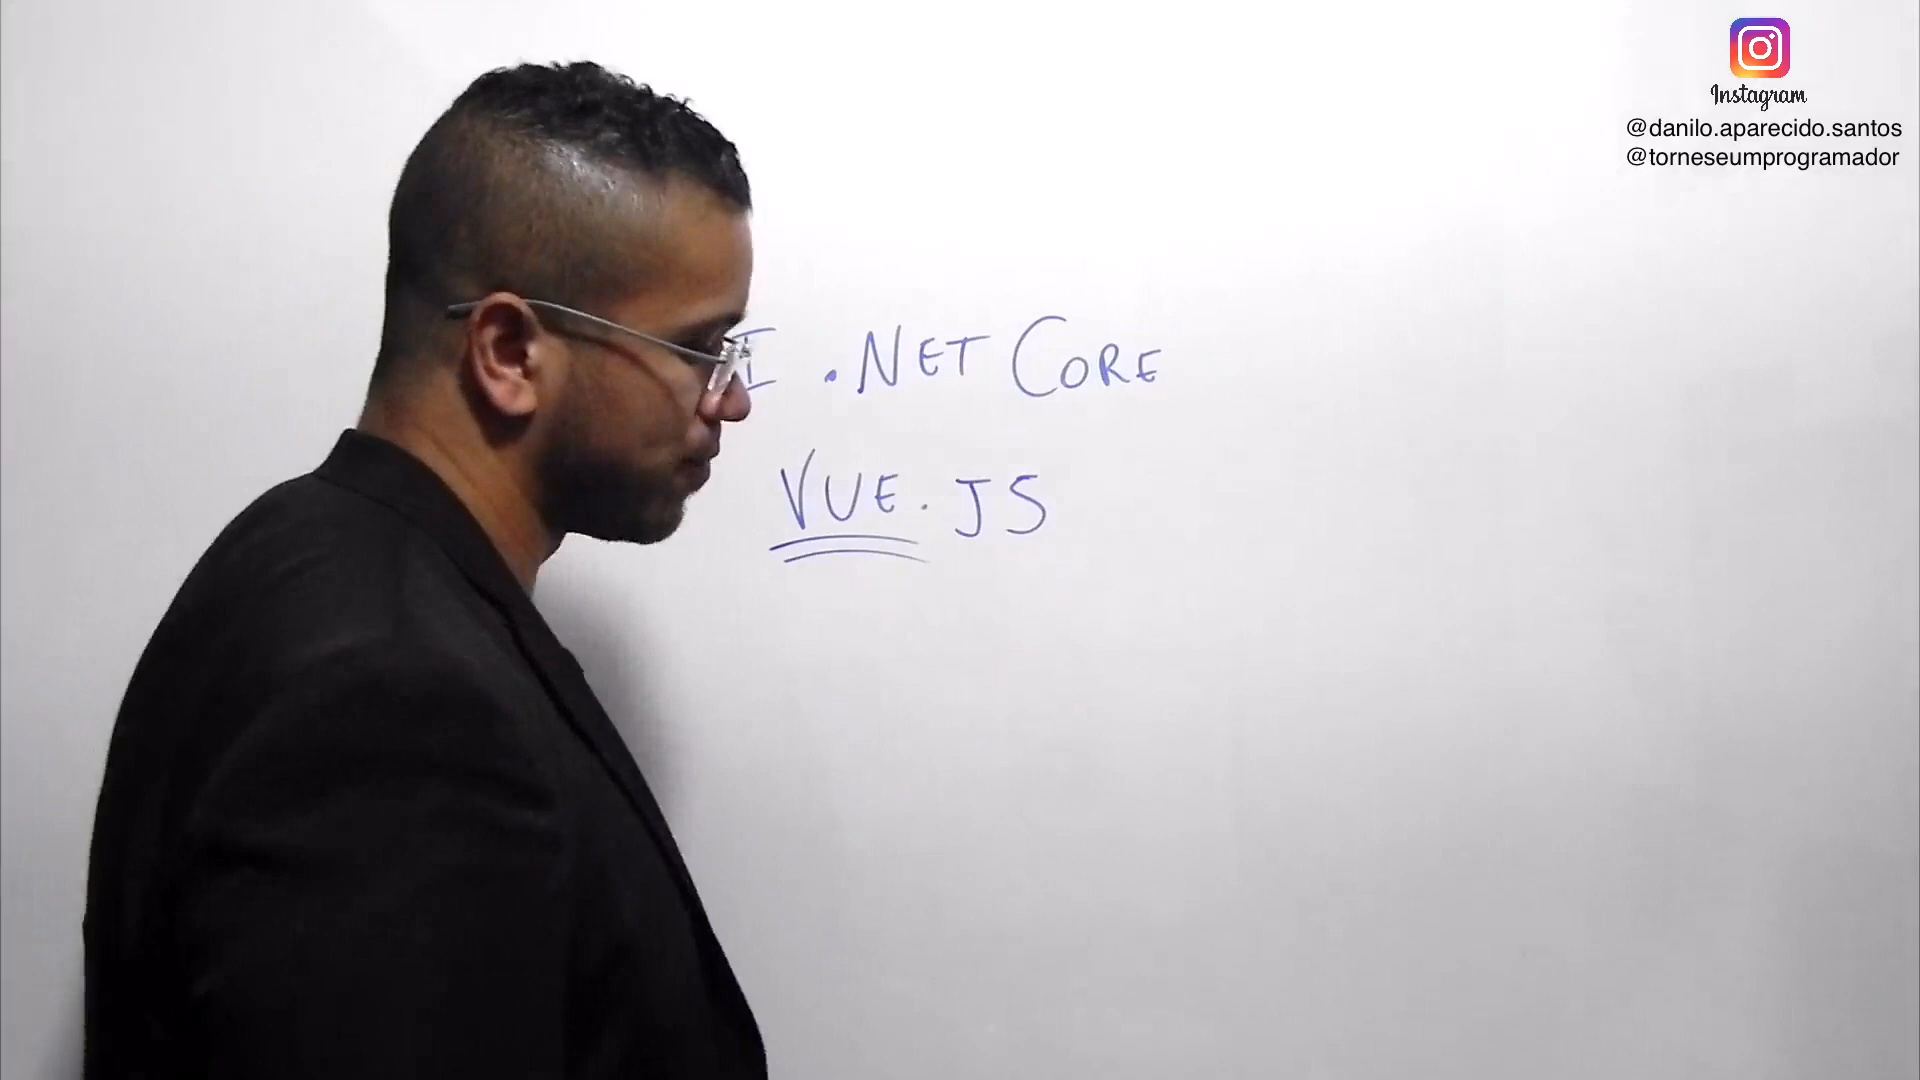 Instagram
@danilo.aparecido.santos
@torneseumprogramador
I .NET CORE
VUE.JS